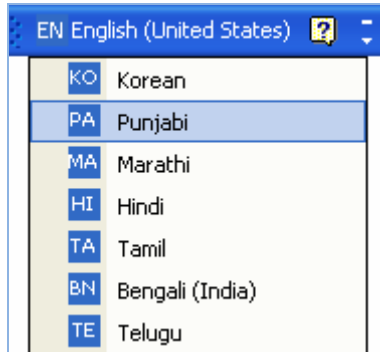 EN English (United States)
KO Korean
PA Punjabi
MA Marathi
HI Hindi
TA Tamil
BN Bengali (India)
TE Telugu